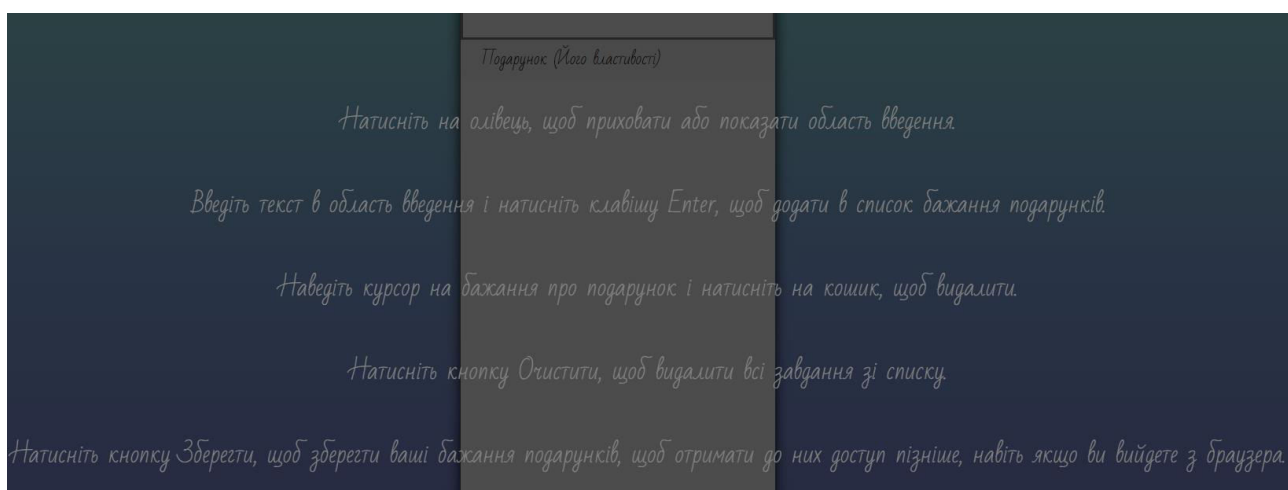 Подарунок (Його властивості)
Натисніть на олівець, щоб приховати або показати область введення.
Введіть текст в область введення і натисніть клавішу Enter, щоб додати в список бажання подарунків.
Наведіть курсор на бажання про подарунок і натисніть на кошик, щоб видалити.
Натисніть кнопку Очистити, щоб видалити всі завдання зі списку.
Натисніть кнопку Зберегти, щоб зберегти ваші бажання подарунків, щоб отримати до них доступ пізніше, навіть якщо ви вийдете з браузера.